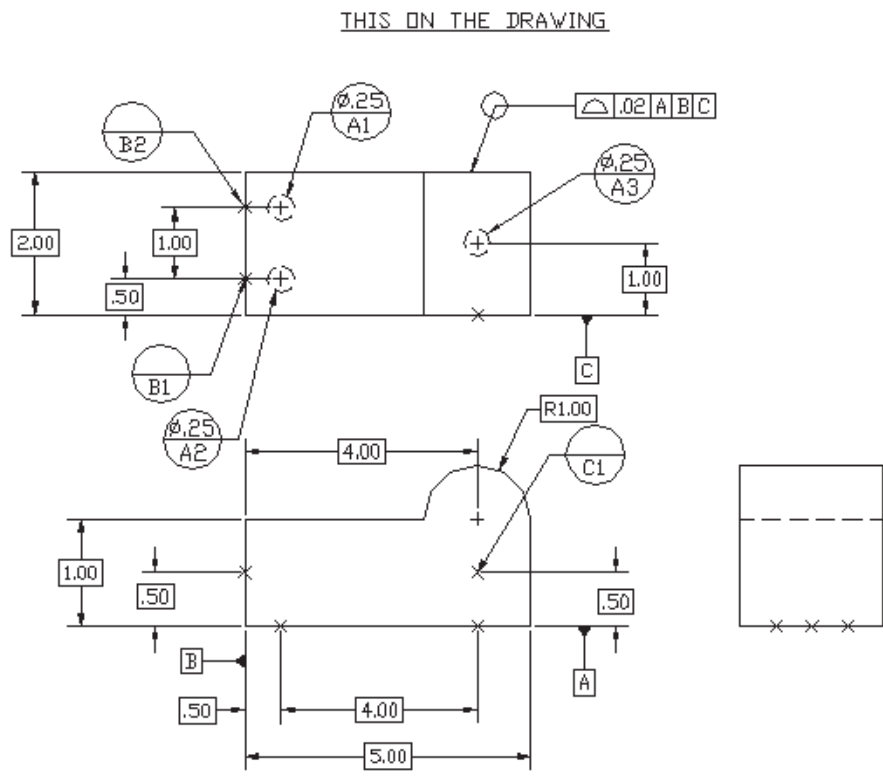 THIS ON THE DRAWING
Ø.25
A1
.02 A B C
B2
Ø.25
A3
2.00
1.00
1.00
.50
C
B1
R1.00
Ø.25
A2
4.00
C1
1.00
.50
.50
B
A
.50
4.00
5.00